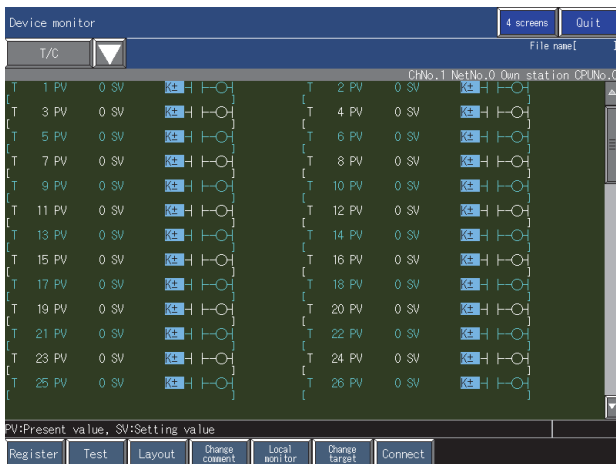 Device monitor 4 screens Quit
T/C File name[ ]
ChNo.1 NetNo.0 Own station CPUNo.0
T 1 PV 0 SV K± T 2 PV 0 SV K±
[ ] [ ]
T 3 PV 0 SV K± T 4 PV 0 SV K±
[ ] [ ]
T 5 PV 0 SV K± T 6 PV 0 SV K±
[ ] [ ]
T 7 PV 0 SV K± T 8 PV 0 SV K±
[ ] [ ]
T 9 PV 0 SV K± T 10 PV 0 SV K±
[ ] [ ]
T 11 PV 0 SV K± T 12 PV 0 SV K±
[ ] [ ]
T 13 PV 0 SV K± T 14 PV 0 SV K±
[ ] [ ]
T 15 PV 0 SV K± T 16 PV 0 SV K±
[ ] [ ]
T 17 PV 0 SV K± T 18 PV 0 SV K±
[ ] [ ]
T 19 PV 0 SV K± T 20 PV 0 SV K±
[ ] [ ]
T 21 PV 0 SV K± T 22 PV 0 SV K±
[ ] [ ]
T 23 PV 0 SV K± T 24 PV 0 SV K±
[ ] [ ]
T 25 PV 0 SV K± T 26 PV 0 SV K±
[ ] [ ]
PV:Present value, SV:Setting value
Register Test Layout Change comment Local monitor Change target Connect